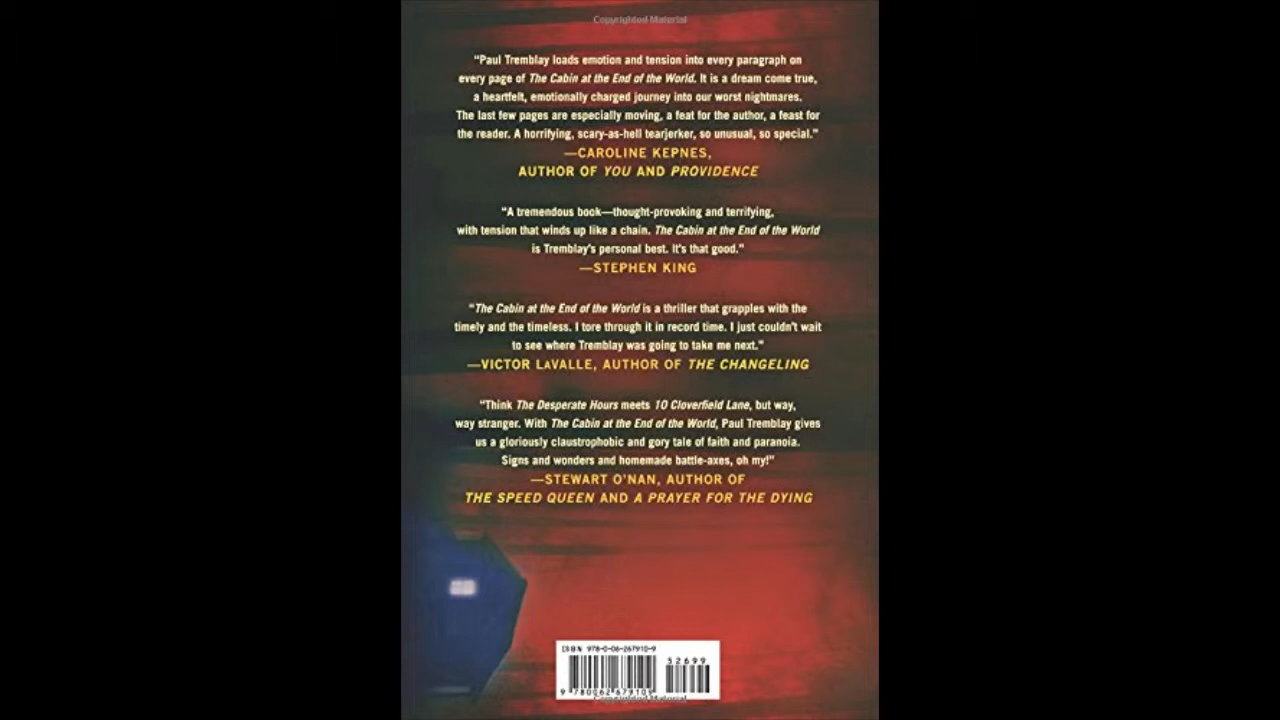 Copyrighted Material
“Paul Tremblay loads emotion and tension into every paragraph on
every page of The Cabin at the End of the World. It is a dream come true,
a heartfelt, emotionally charged journey into our worst nightmares.
The last few pages are especially moving, a feat for the author, a feast for
the reader. A horrifying, scary-as-hell tearjerker, so unusual, so special.”
—CAROLINE KEPNES,
AUTHOR OF YOU AND PROVIDENCE
“A tremendous book—thought-provoking and terrifying,
with tension that winds up like a chain. The Cabin at the End of the World
is Tremblay’s personal best. It’s that good.”
—STEPHEN KING
“The Cabin at the End of the World is a thriller that grapples with the
timely and the timeless. I tore through it in record time. I just couldn’t wait
to see where Tremblay was going to take me next.”
—VICTOR LAVALLE, AUTHOR OF THE CHANGELING
“Think The Desperate Hours meets 10 Cloverfield Lane, but way,
way stranger. With The Cabin at the End of the World, Paul Tremblay gives
us a gloriously claustrophobic and gory tale of faith and paranoia.
Signs and wonders and homemade battle-axes, oh my!”
—STEWART O’NAN, AUTHOR OF
THE SPEED QUEEN AND A PRAYER FOR THE DYING
ISBN 978-0-06-267910-9
52699
9 780062 679109
Copyrighted Material